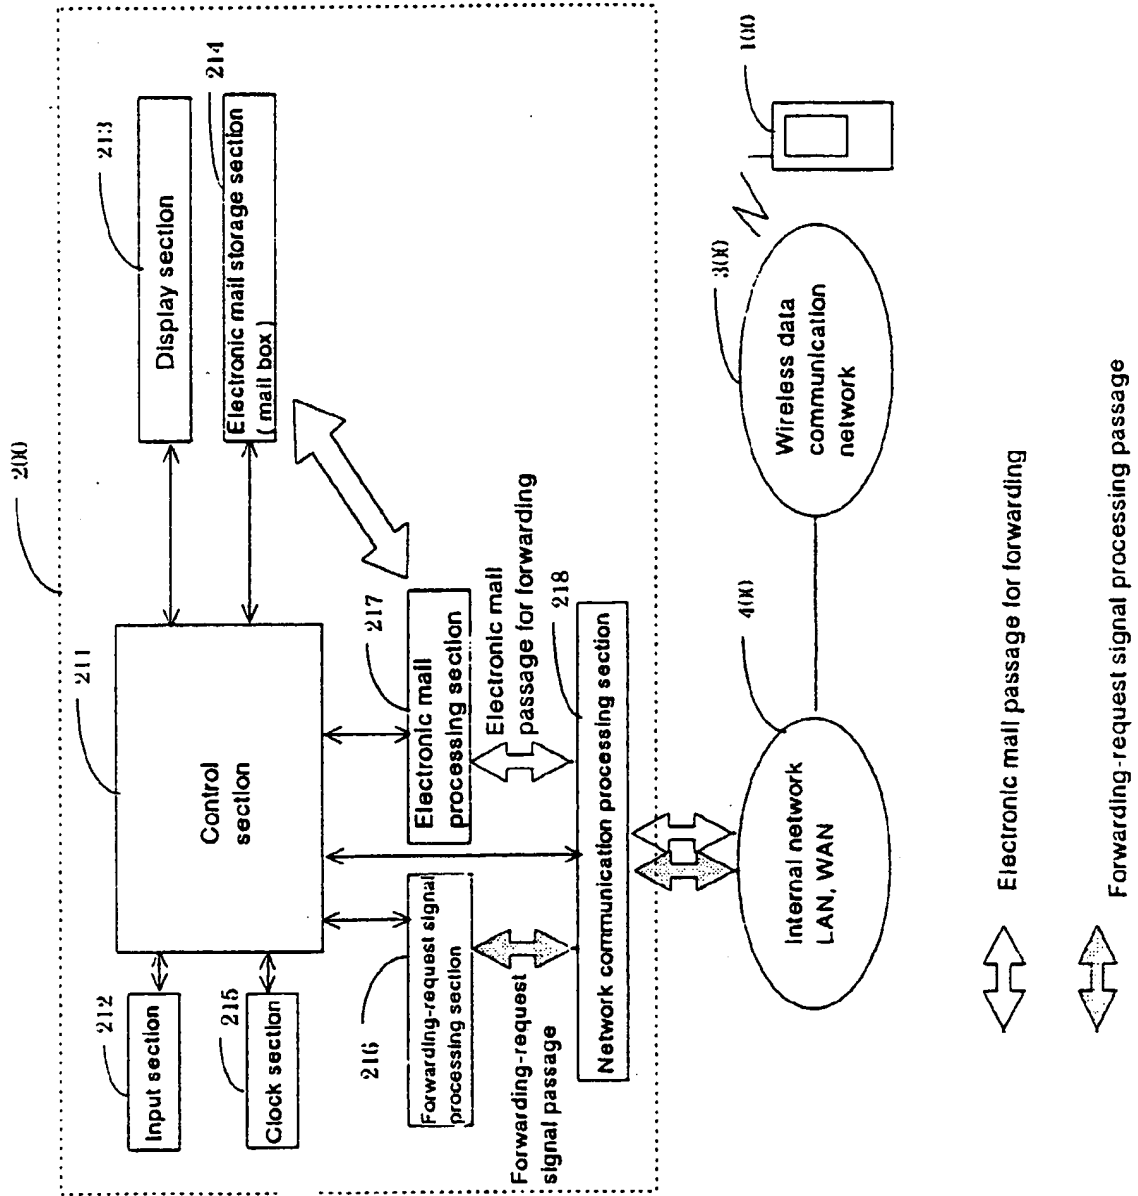 200
211
Control
section
212
Input section
215
Clock section
213
Display section
214
Electronic mail storage section
( mail box )
216
Forwarding-request signal
processing section
217
Electronic mail
processing section
Forwarding-request
signal passage
Electronic mail
passage for forwarding
218
Network communication processing section
400
Internal network
LAN, WAN
300
Wireless data
communication
network
100
Electronic mail passage for forwarding
Forwarding-request signal processing passage